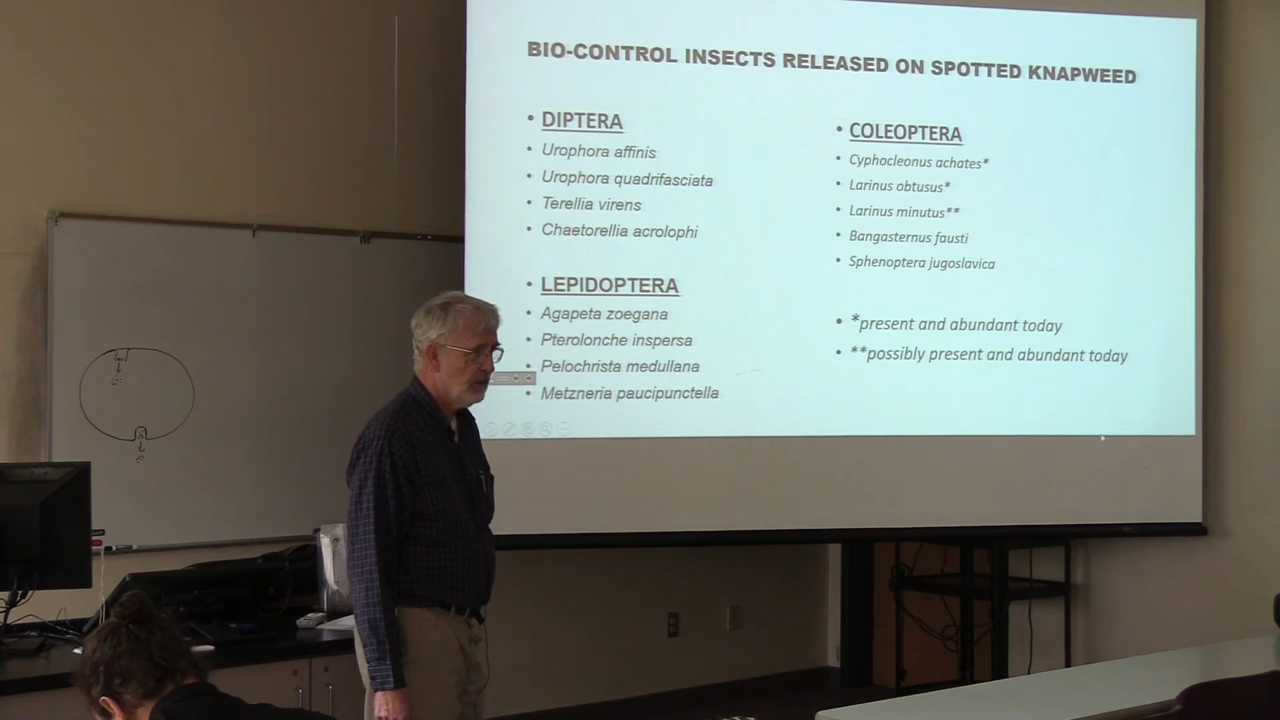 BIO-CONTROL INSECTS RELEASED ON SPOTTED KNAPWEED
• DIPTERA
• Urophora affinis
• Urophora quadrifasciata
• Terellia virens
• Chaetorellia acrolophi
• LEPIDOPTERA
• Agapeta zoegana
• Pterolonche inspersa
• Pelochrista medullana
• Metzneria paucipunctella
• COLEOPTERA
• Cyphocleonus achates*
• Larinus obtusus*
• Larinus minutus**
• Bangasternus fausti
• Sphenoptera jugoslavica
• *present and abundant today
• **possibly present and abundant today